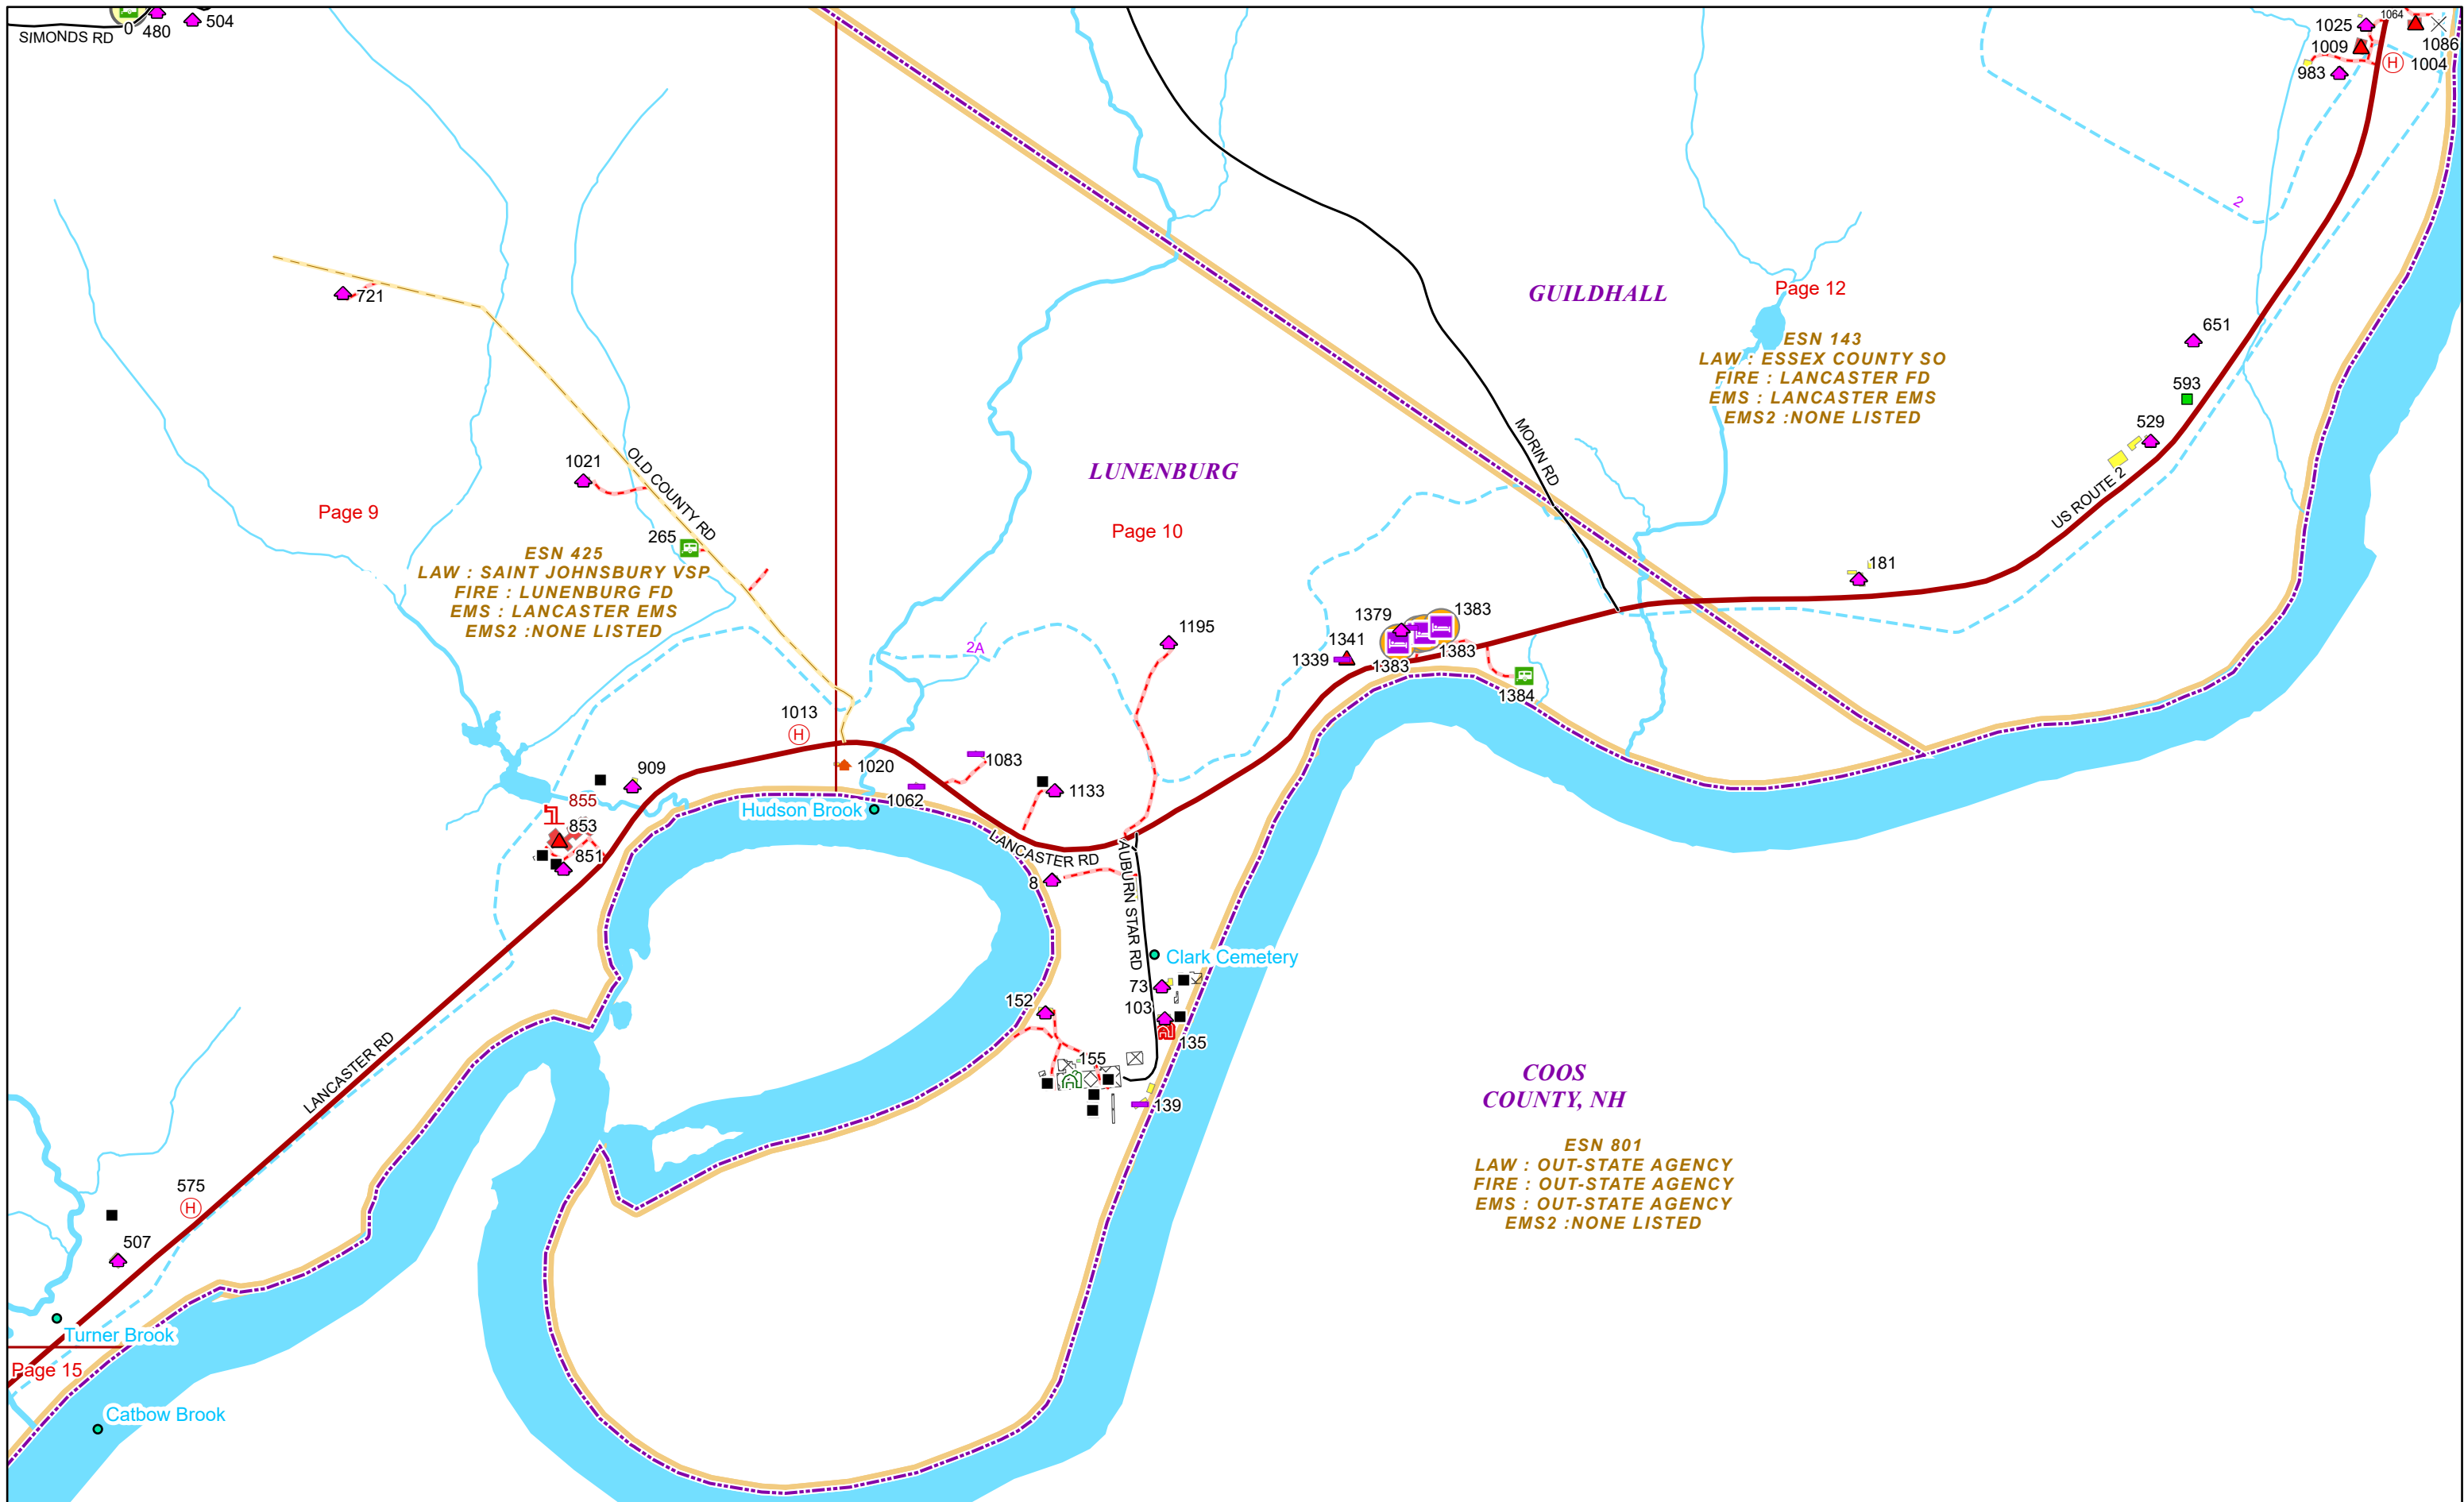 SIMONDS RD
0
480
504
1025
1064
1086
1009
H
1004
983
2
GUILDHALL
Page 12
721
ESN 143
LAW : ESSEX COUNTY SO
FIRE : LANCASTER FD
EMS : LANCASTER EMS
EMS2 :NONE LISTED
651
593
529
MORIN RD
LUNENBURG
1021
OLD COUNTY RD
US ROUTE 2
Page 9
Page 10
265
ESN 425
LAW : SAINT JOHNSBURY VSP
FIRE : LUNENBURG FD
EMS : LANCASTER EMS
EMS2 :NONE LISTED
181
1379
1383
1195
1341
2A
1339
1383
1383
1384
1013
H
1083
909
1020
1133
855
1062
Hudson Brook
853
LANCASTER RD
851
AUBURN STAR RD
8
Clark Cemetery
73
152
103
135
LANCASTER RD
155
COOS
COUNTY, NH
139
ESN 801
LAW : OUT-STATE AGENCY
FIRE : OUT-STATE AGENCY
EMS : OUT-STATE AGENCY
EMS2 :NONE LISTED
575
H
507
Turner Brook
Page 15
Catbow Brook